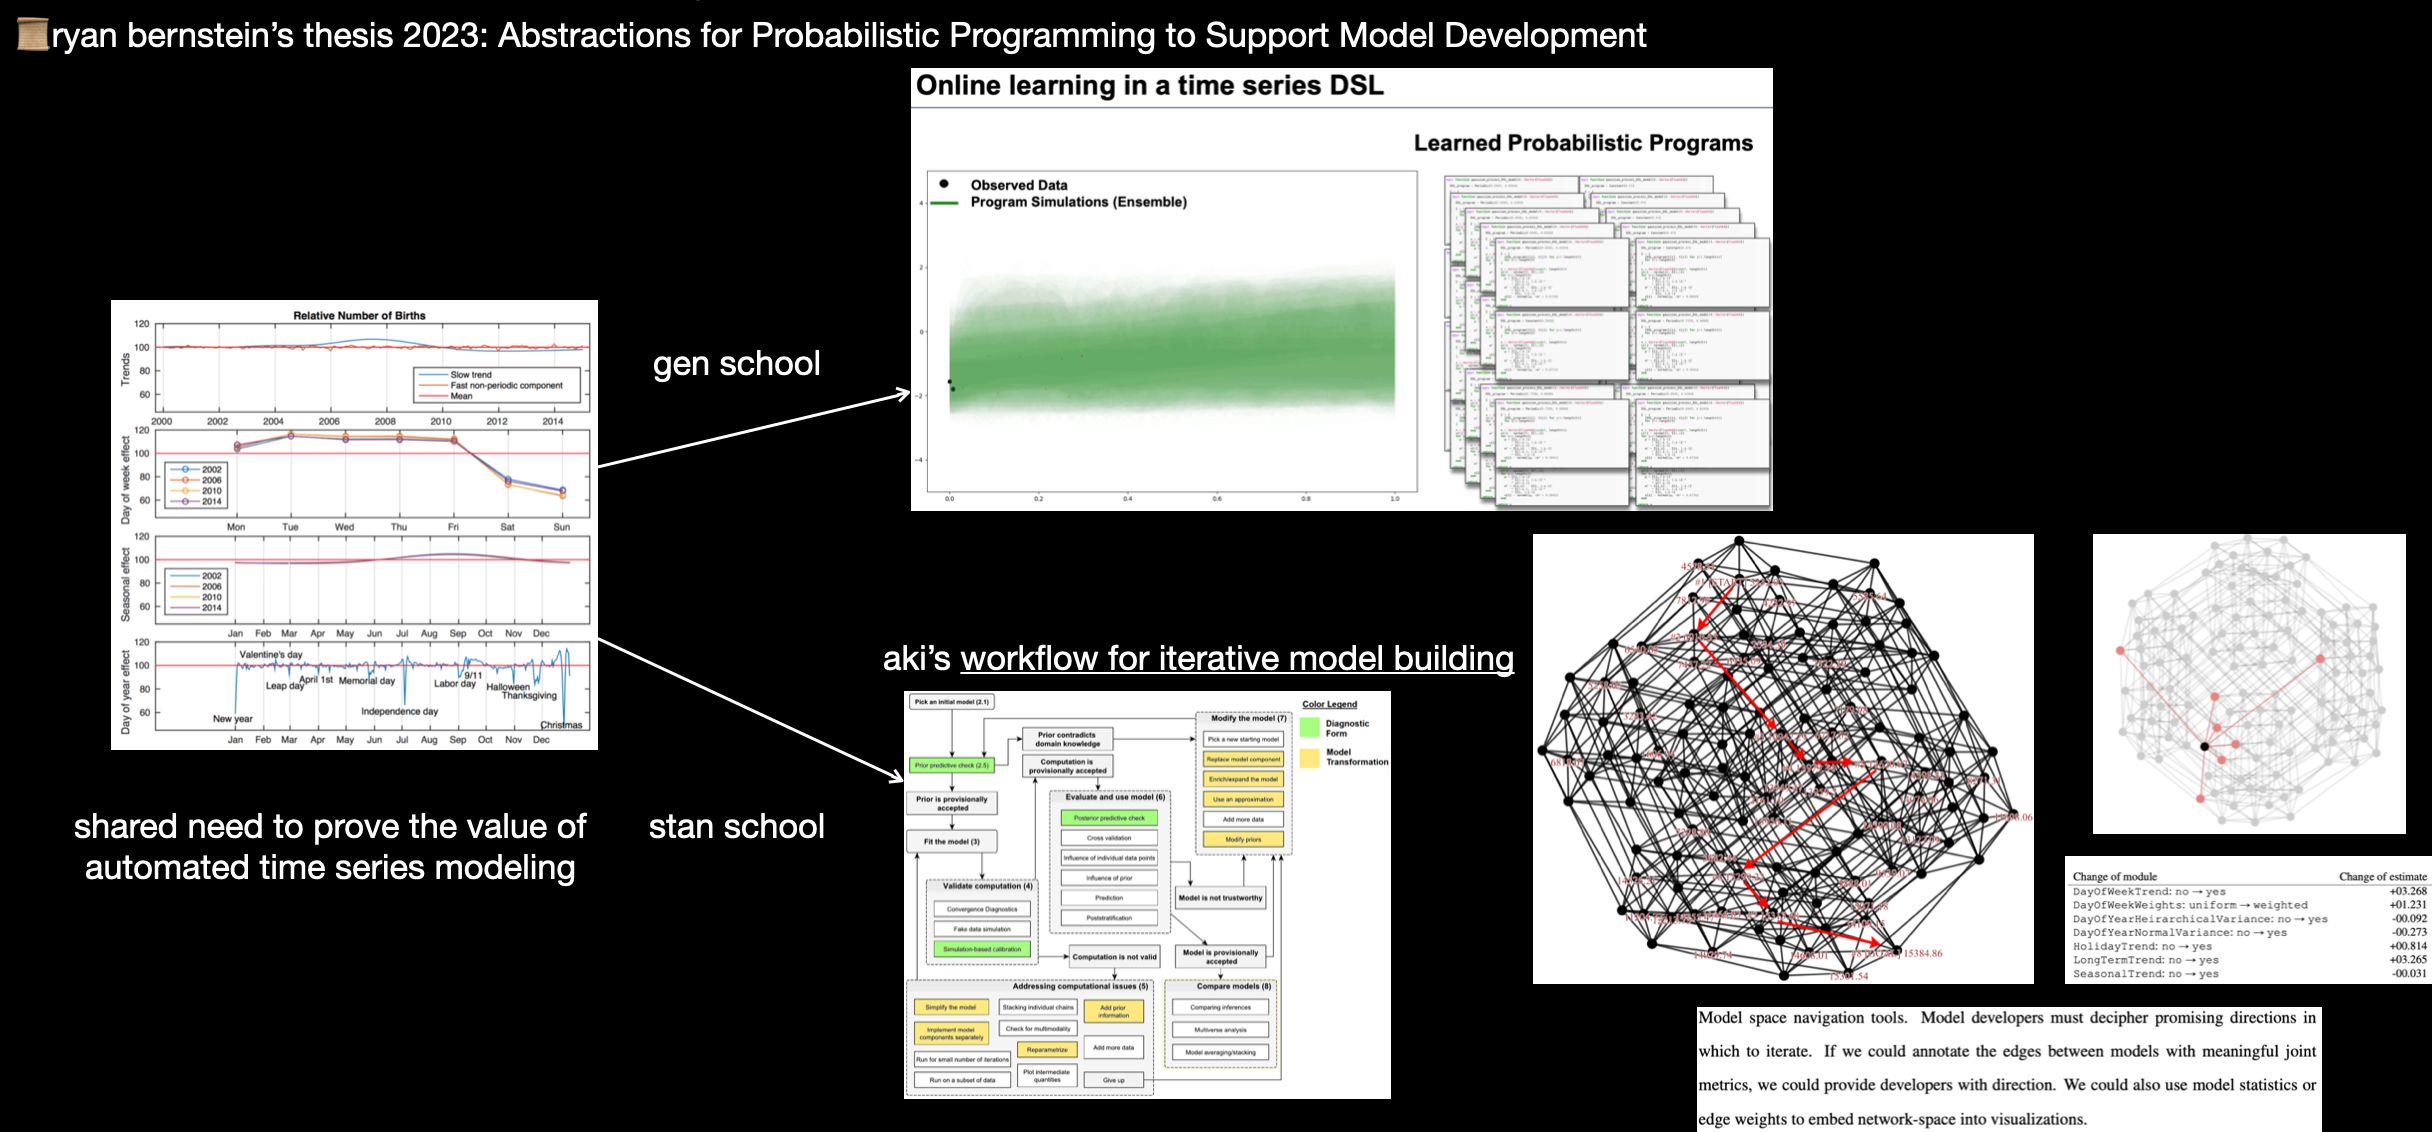 ryan bernstein's thesis 2023: Abstractions for Probabilistic Programming to Support Model Development
Online learning in a time series DSL
Learned Probabilistic Programs
Observed Data
Program Simulations (Ensemble)
4
2
0
−2
−4
0.0 0.2 0.4 0.6 0.8 1.0
gen school
Relative Number of Births
Trends
120
100
80
60
Slow trend
Fast non-periodic component
Mean
2000 2002 2004 2006 2008 2010 2012 2014
Day of week effect
120
100
80
60
2002
2006
2010
2014
Mon Tue Wed Thu Fri Sat Sun
Seasonal effect
120
100
80
60
2002
2006
2010
2014
Jan Feb Mar Apr May Jun Jul Aug Sep Oct Nov Dec
Day of year effect
120
100
80
60
Valentine's day
Leap day
April 1st
Memorial day
9/11
Labor day
Halloween
Thanksgiving
Independence day
New year
Christmas
Jan Feb Mar Apr May Jun Jul Aug Sep Oct Nov Dec
shared need to prove the value of
automated time series modeling
stan school
aki's workflow for iterative model building
Pick an initial model (2.1)
Prior predictive check (2.5)
Prior is provisionally
accepted
Fit the model (3)
Validate computation (4)
Convergence Diagnostics
Fake data simulation
Simulation-based calibration
Prior contradicts
domain knowledge
Computation is
provisionally accepted
Evaluate and use model (6)
Posterior predictive check
Cross validation
Influence of individual data points
Influence of prior
Prediction
Poststratification
Computation is not valid
Modify the model (7)
Pick a new starting model
Replace model component
Enrich/expand the model
Use an approximation
Add more data
Modify priors
Model is not trustworthy
Model is provisionally
accepted
Color Legend
Diagnostic
Form
Model
Transformation
Addressing computational issues (5)
Simplify the model
Implement model
components separately
Run for small number of iterations
Run on a subset of data
Stacking individual chains
Check for multimodality
Reparametrize
Plot intermediate
quantities
Add prior
information
Add more data
Give up
Compare models (8)
Comparing inferences
Multiverse analysis
Model averaging/stacking
15384.86
Change of module Change of estimate
DayOfWeekTrend: no → yes +03.268
DayOfWeekWeights: uniform → weighted +01.231
DayOfYearHeirarchicalVariance: no → yes -00.092
DayOfYearNormalVariance: no → yes -00.273
HolidayTrend: no → yes +00.814
LongTermTrend: no → yes +03.265
SeasonalTrend: no → yes -00.031
Model space navigation tools. Model developers must decipher promising directions in
which to iterate. If we could annotate the edges between models with meaningful joint
metrics, we could provide developers with direction. We could also use model statistics or
edge weights to embed network-space into visualizations.